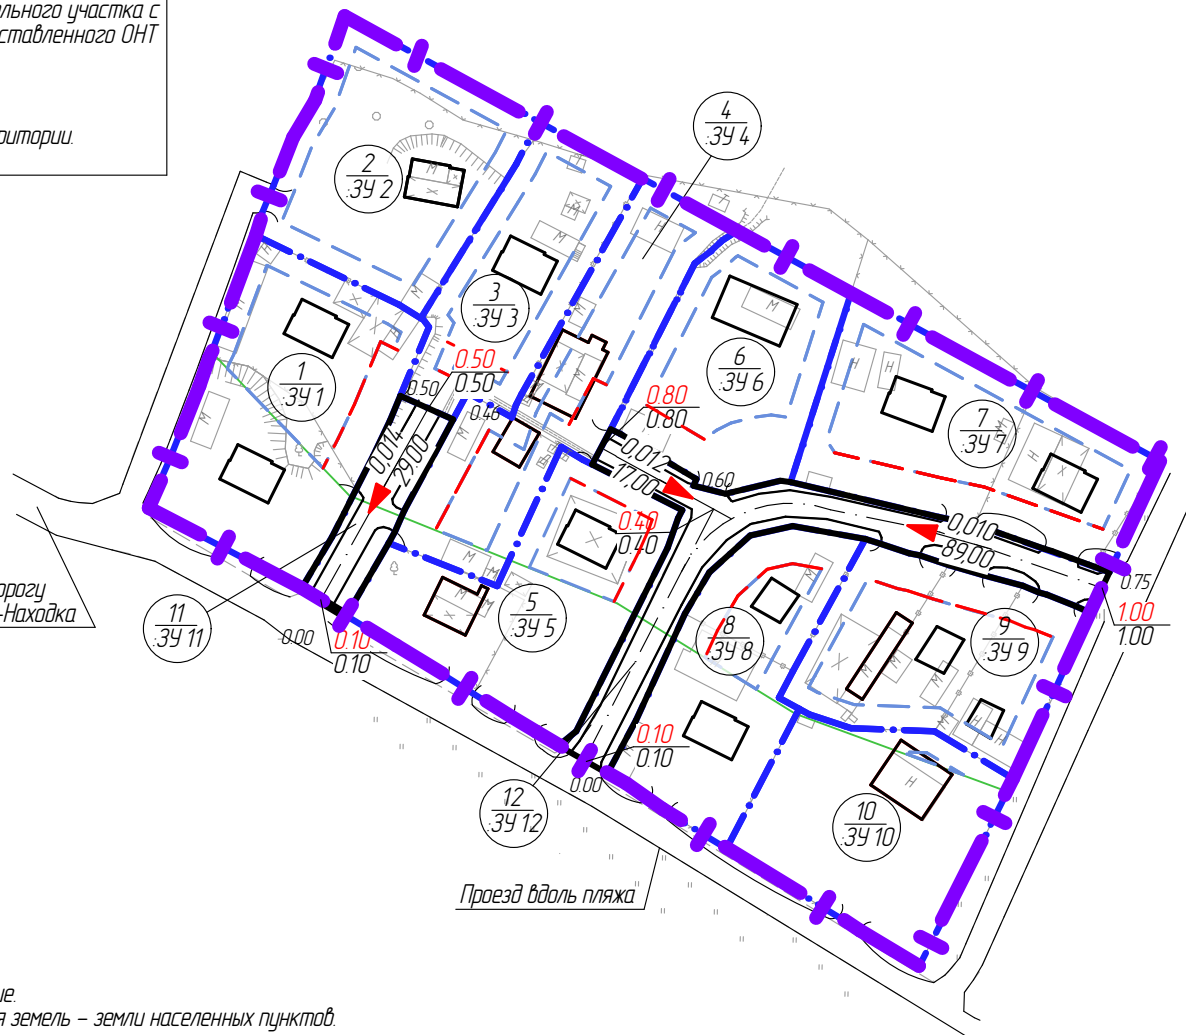 льного участка с
ставленного ОНТ
ритории.
4
:ЗУ 4
2
:ЗУ 2
3
:ЗУ 3
1
:ЗУ 1
6
:ЗУ 6
7
:ЗУ 7
0.50
0.50
0.50
0.46
0.80
0.80
0,014
29,00
0,012
17,00
0.60
0.40
0.40
0,010
89,00
0.75
1.00
1.00
орогу
-Находка
11
:ЗУ 11
0.00
0.10
0.10
5
:ЗУ 5
8
:ЗУ 8
9
:ЗУ 9
0.10
0.10
0.00
12
:ЗУ 12
10
:ЗУ 10
Проезд вдоль пляжа
ие.
я земель – земли населенных пунктов.